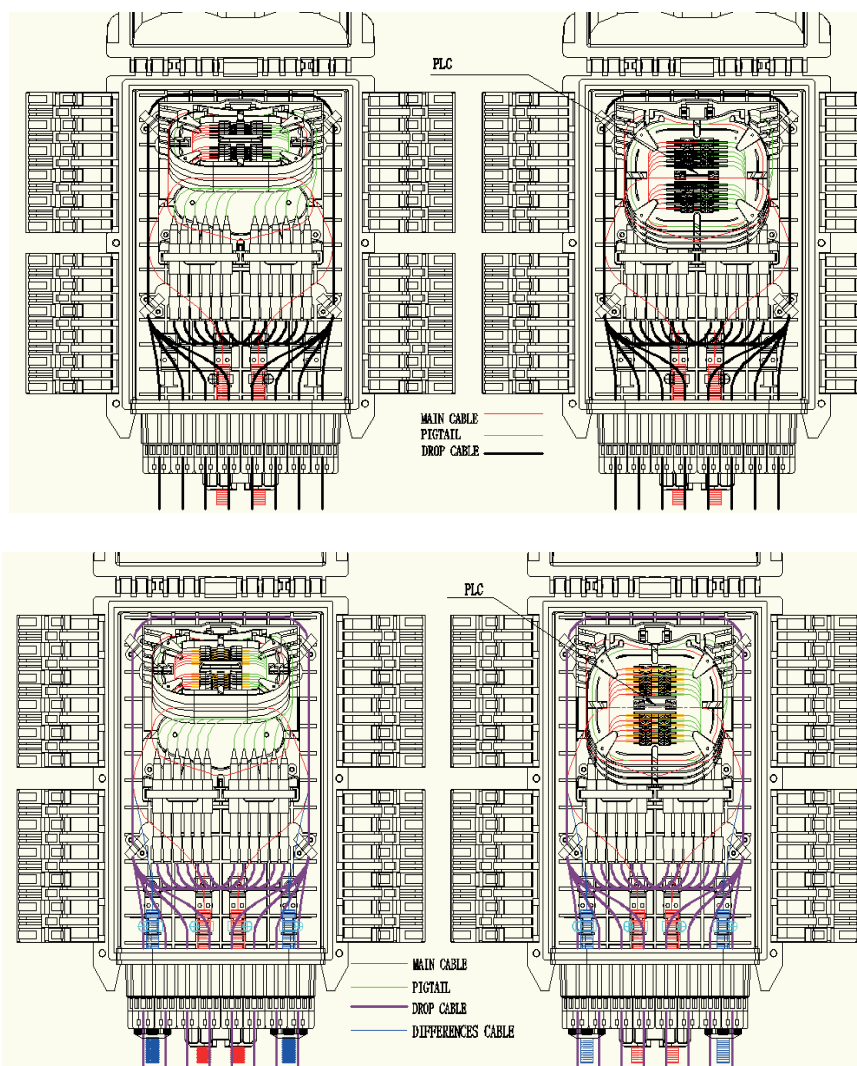 PLC
MAIN CABLE
PIGTAIL
DROP CABLE
PLC
MAIN CABLE
PIGTAIL
DROP CABLE
DIFFERENCES CABLE